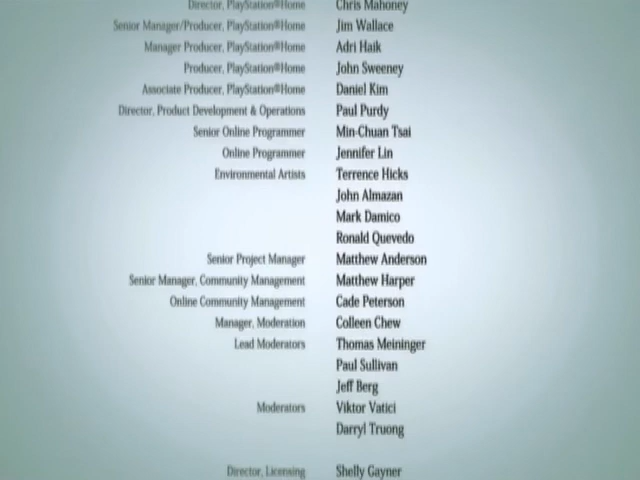 Director, PlayStation®Home Chris Mahoney
Senior Manager/Producer, PlayStation®Home Jim Wallace
Manager Producer, PlayStation®Home Adri Haik
Producer, PlayStation®Home John Sweeney
Associate Producer, PlayStation®Home Daniel Kim
Director, Product Development & Operations Paul Purdy
Senior Online Programmer Min-Chuan Tsai
Online Programmer Jennifer Lin
Environmental Artists Terrence Hicks
John Almazan
Mark Damico
Ronald Quevedo
Senior Project Manager Matthew Anderson
Senior Manager, Community Management Matthew Harper
Online Community Management Cade Peterson
Manager, Moderation Colleen Chew
Lead Moderators Thomas Meininger
Paul Sullivan
Jeff Berg
Moderators Viktor Vatici
Darryl Truong
Director, Licensing Shelly Gayner